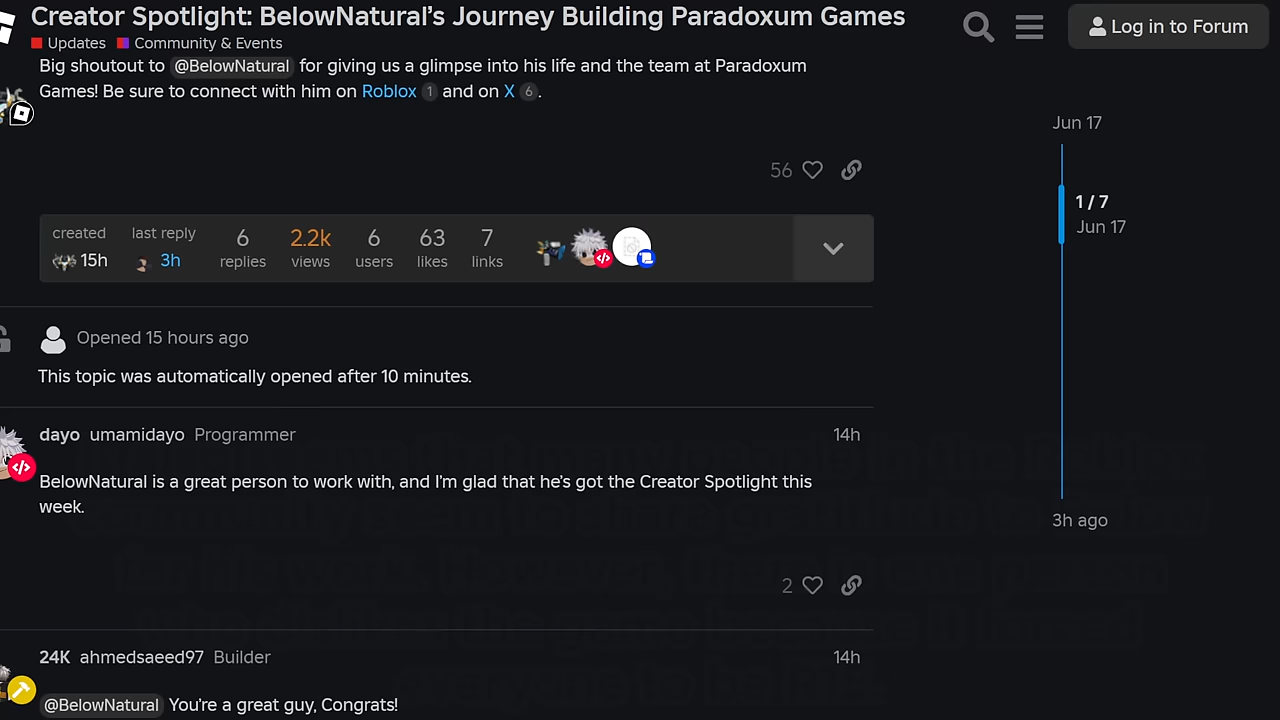 Creator Spotlight: BelowNatural's Journey Building Paradoxum Games
Log in to Forum
Updates Community & Events
Big shoutout to @BelowNatural for giving us a glimpse into his life and the team at Paradoxum
Games! Be sure to connect with him on Roblox 1 and on X 6.
Jun 17
56
1 / 7
Jun 17
created last reply 6 2.2k 6 63 7
15h 3h replies views users likes links
Opened 15 hours ago
This topic was automatically opened after 10 minutes.
dayo umamidayo Programmer 14h
BelowNatural is a great person to work with, and I'm glad that he's got the Creator Spotlight this
week.
3h ago
2
24K ahmedsaeed97 Builder 14h
@BelowNatural You're a great guy, Congrats!